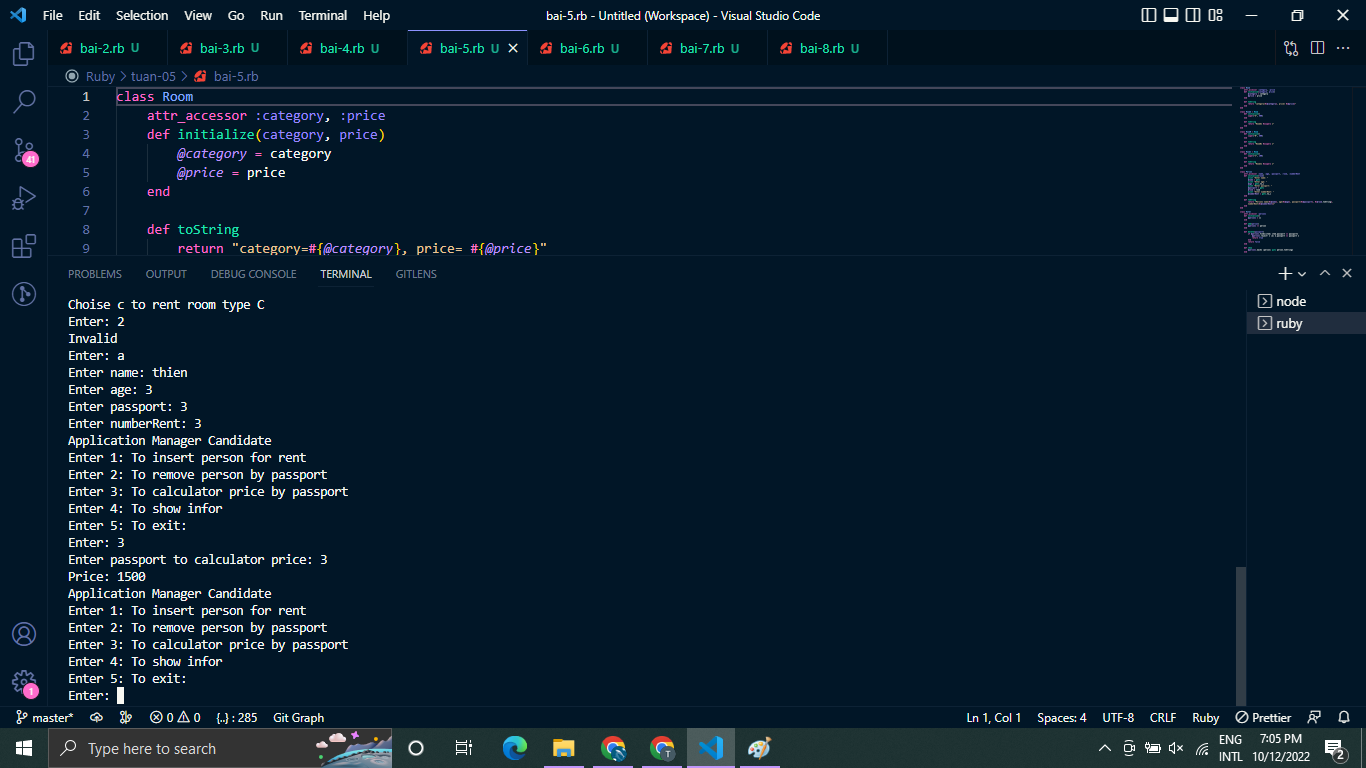 File Edit Selection View Go Run Terminal Help bai-5.rb - Untitled (Workspace) - Visual Studio Code
bai-2.rb U bai-3.rb U bai-4.rb U bai-5.rb U bai-6.rb U bai-7.rb U bai-8.rb U
Ruby > tuan-05 > bai-5.rb
1 class Room
2 attr_accessor :category, :price
3 def initialize(category, price)
4 @category = category
5 @price = price
6 end
7
8 def toString
9 return "category=#{@category}, price= #{@price}"
41
PROBLEMS OUTPUT DEBUG CONSOLE TERMINAL GITLENS
node
ruby
Choise c to rent room type C
Enter: 2
Invalid
Enter: a
Enter name: thien
Enter age: 3
Enter passport: 3
Enter numberRent: 3
Application Manager Candidate
Enter 1: To insert person for rent
Enter 2: To remove person by passport
Enter 3: To calculator price by passport
Enter 4: To show infor
Enter 5: To exit:
Enter: 3
Enter passport to calculator price: 3
Price: 1500
Application Manager Candidate
Enter 1: To insert person for rent
Enter 2: To remove person by passport
Enter 3: To calculator price by passport
Enter 4: To show infor
Enter 5: To exit:
Enter:
1
master* 0 0 {..} : 285 Git Graph Ln 1, Col 1 Spaces: 4 UTF-8 CRLF Ruby Prettier
Type here to search
ENG
INTL
7:05 PM
10/12/2022
2